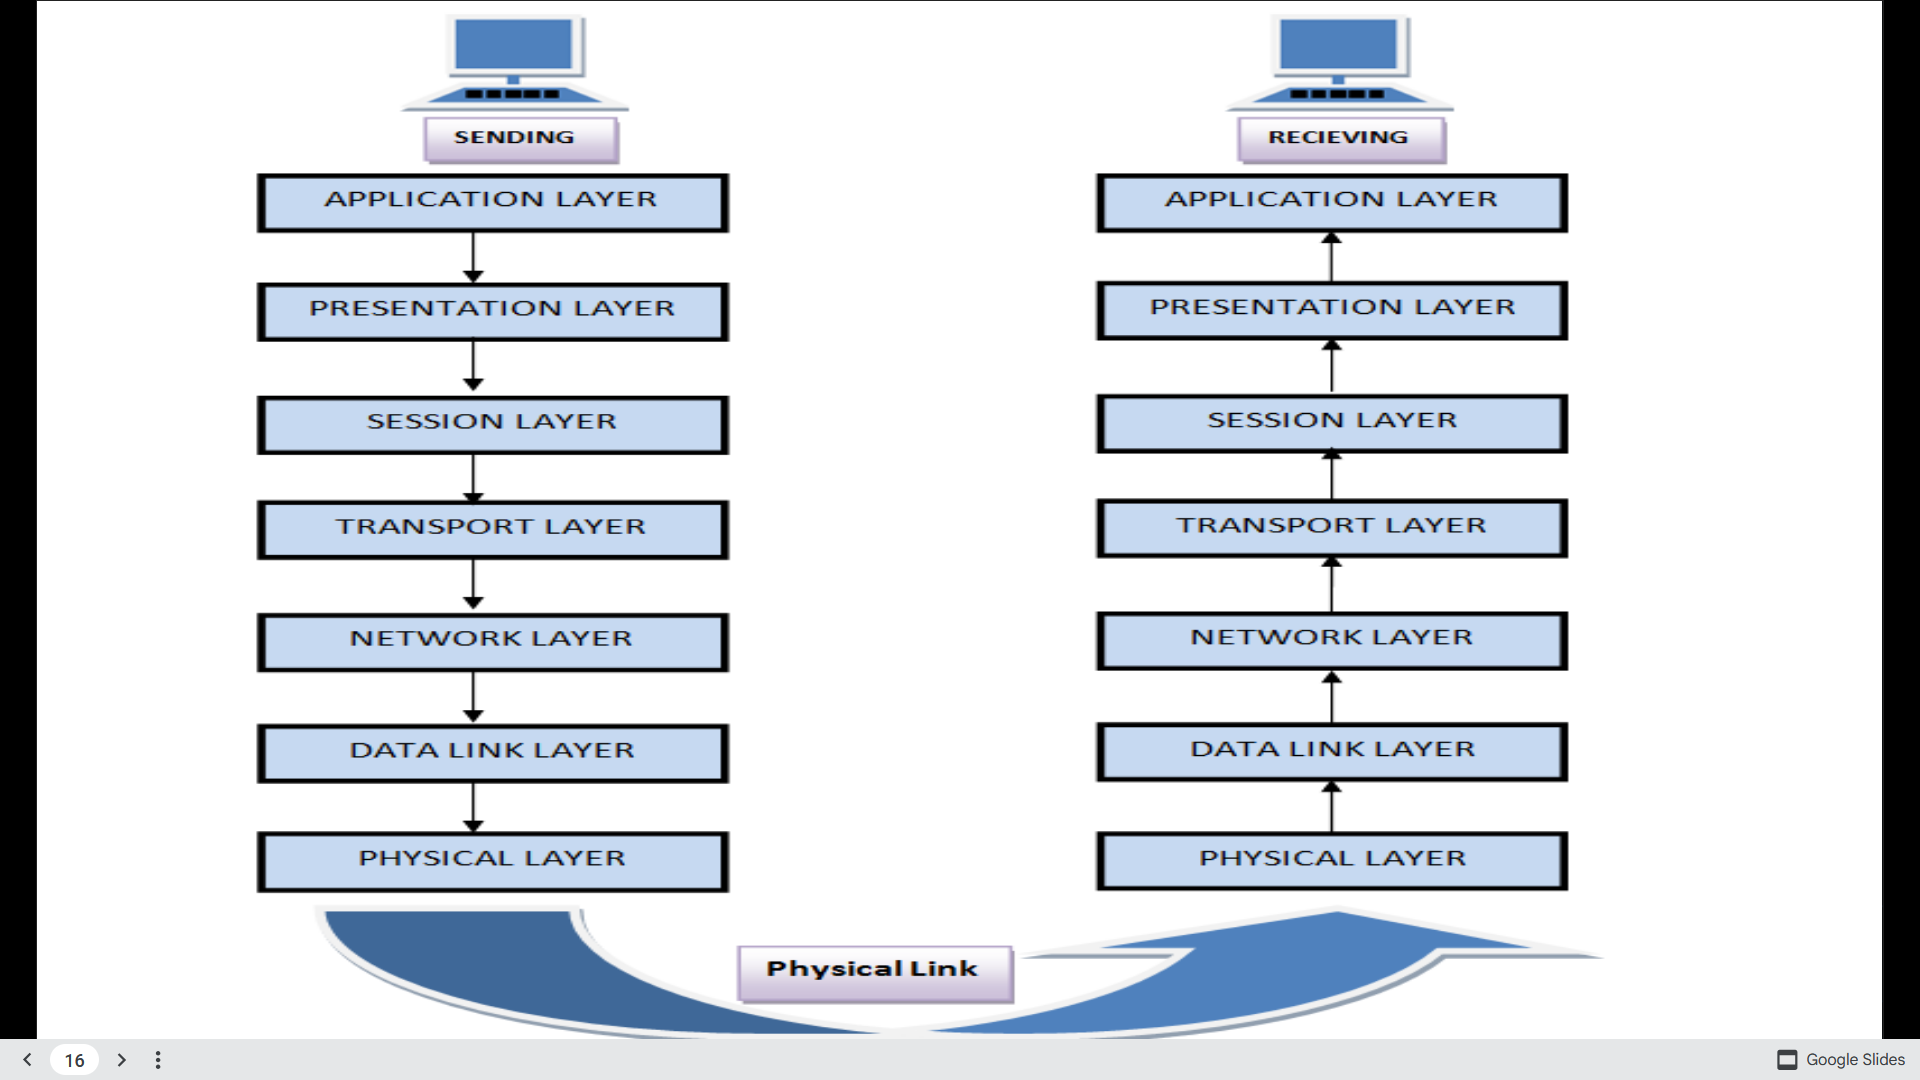 SENDING
APPLICATION LAYER
PRESENTATION LAYER
SESSION LAYER
TRANSPORT LAYER
NETWORK LAYER
DATA LINK LAYER
PHYSICAL LAYER
RECIEVING
APPLICATION LAYER
PRESENTATION LAYER
SESSION LAYER
TRANSPORT LAYER
NETWORK LAYER
DATA LINK LAYER
PHYSICAL LAYER
Physical Link
16
Google Slides